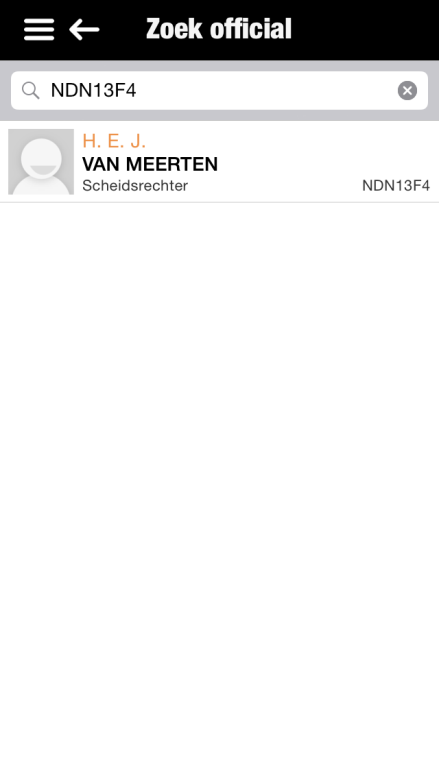 Zoek official
NDN13F4
H. E. J.
VAN MEERTEN
Scheidsrechter NDN13F4